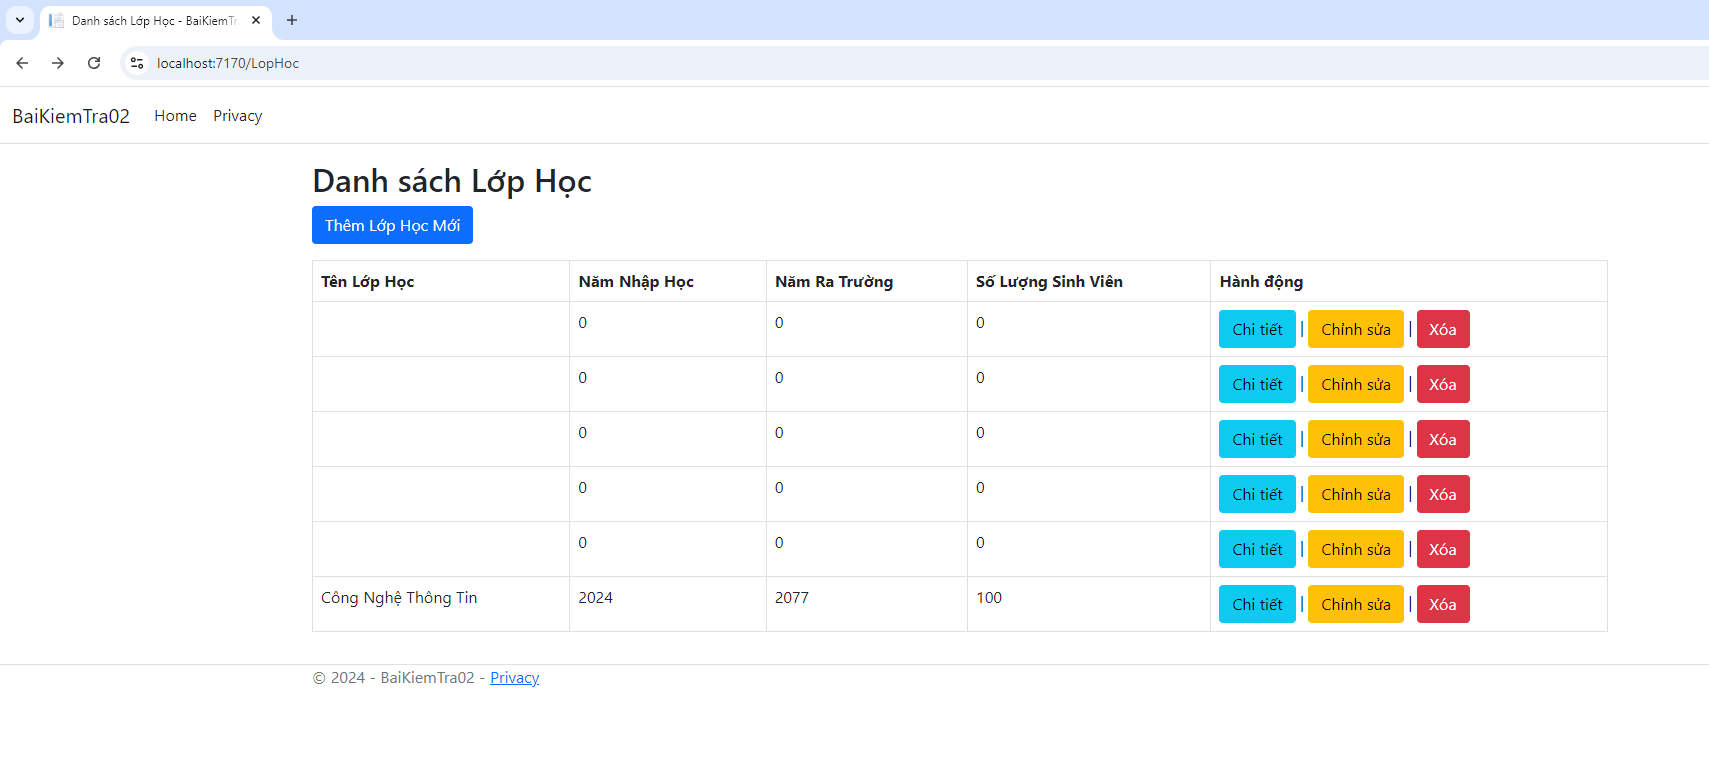 Danh sách Lớp Học - BaiKiemTr
localhost:7170/LopHoc
BaiKiemTra02 Home Privacy
Danh sách Lớp Học
Thêm Lớp Học Mới
Tên Lớp Học Năm Nhập Học Năm Ra Trường Số Lượng Sinh Viên Hành động
0 0 0 Chi tiết | Chỉnh sửa | Xóa
0 0 0 Chi tiết | Chỉnh sửa | Xóa
0 0 0 Chi tiết | Chỉnh sửa | Xóa
0 0 0 Chi tiết | Chỉnh sửa | Xóa
0 0 0 Chi tiết | Chỉnh sửa | Xóa
Công Nghệ Thông Tin 2024 2077 100 Chi tiết | Chỉnh sửa | Xóa
© 2024 - BaiKiemTra02 - Privacy